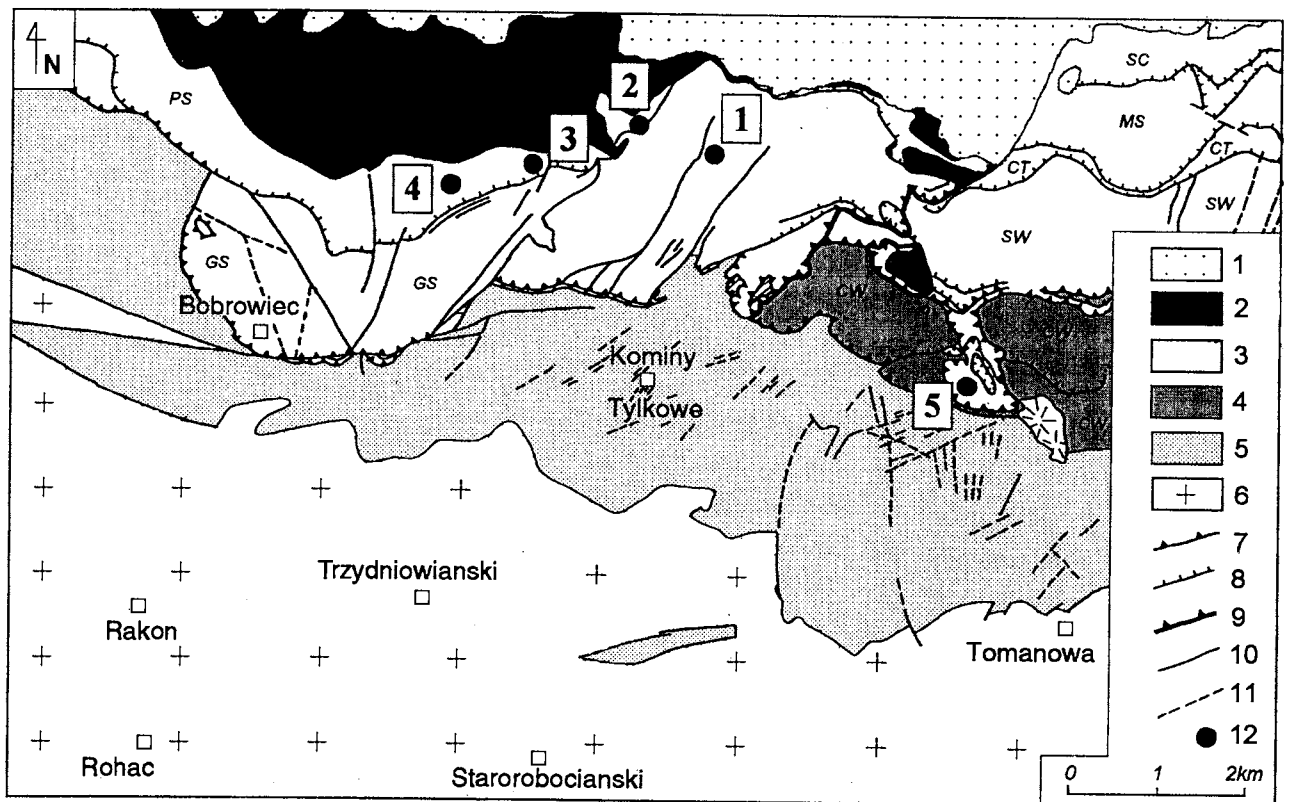 N
SC
PS
2
MS
1
3
CT
CT
4
SW
SW
GS
GS
CW
Bobrowiec
Kominy
Tylkowe
5
CW
Trzydniowianski
Rakon
Tomanowa
Rohac
Starorobocianski
1
2
3
4
5
6
7
8
9
10
11
12
0 1 2km